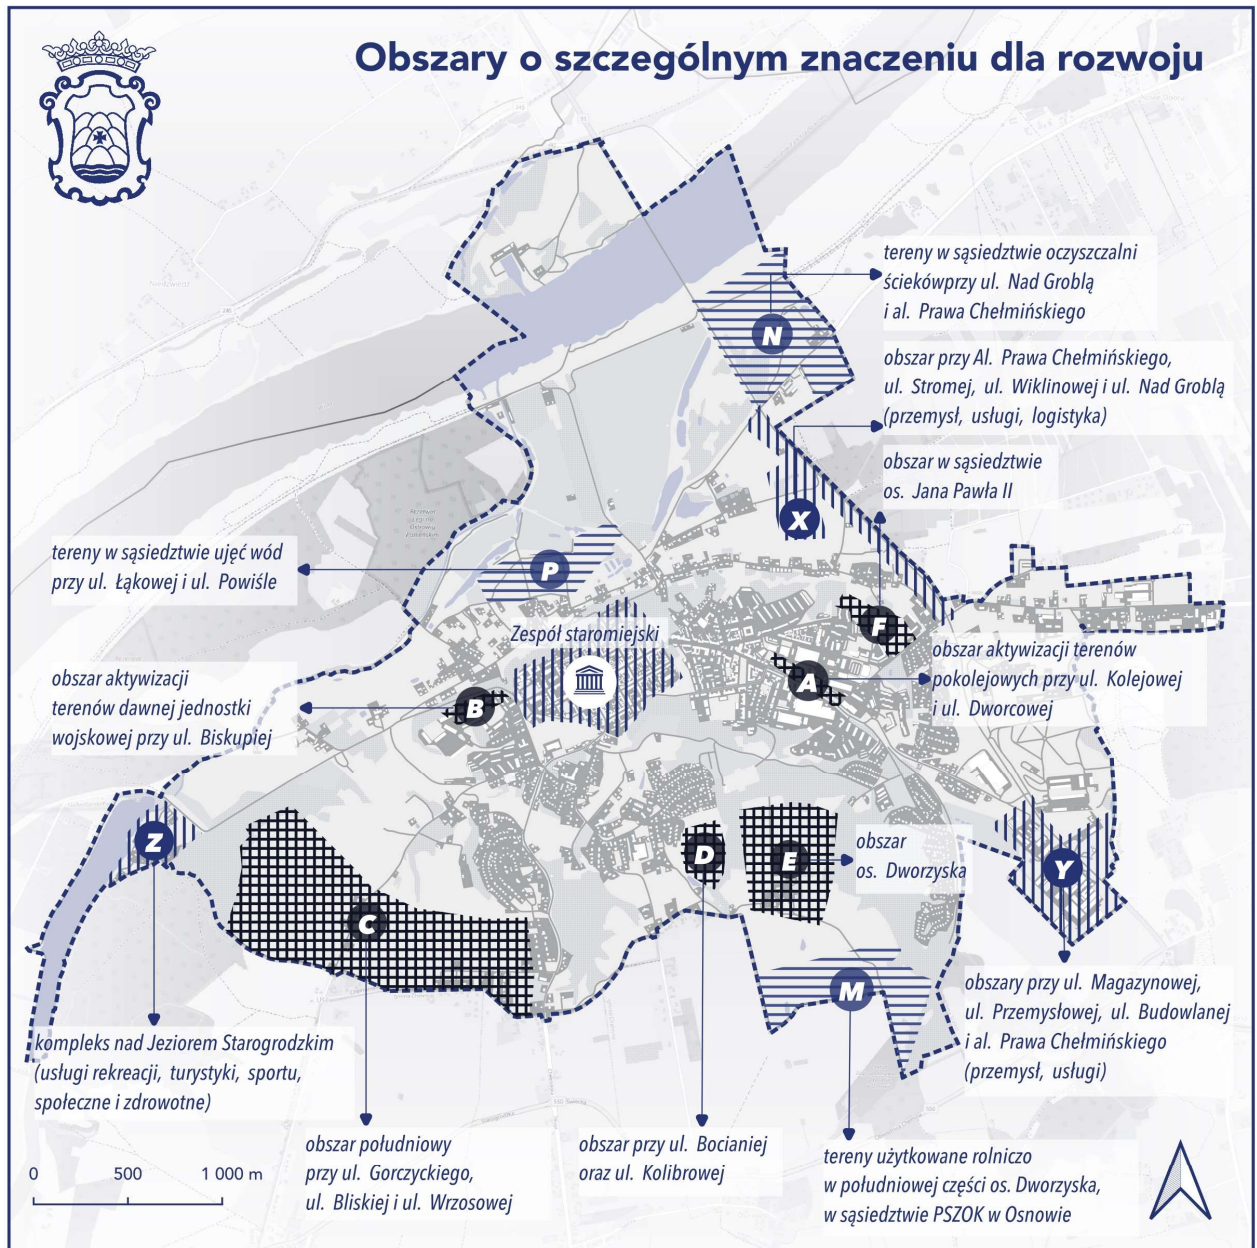 Obszary o szczególnym znaczeniu dla rozwoju
tereny w sąsiedztwie oczyszczalni
ściekówprzy ul. Nad Groblą
i al. Prawa Chełmińskiego
N
obszar przy Al. Prawa Chełmińskiego,
ul. Stromej, ul. Wiklinowej i ul. Nad Groblą
(przemysł, usługi, logistyka)
obszar w sąsiedztwie
os. Jana Pawła II
X
tereny w sąsiedztwie ujęć wód
przy ul. Łąkowej i ul. Powiśle
P
F
Zespół staromiejski
obszar aktywizacji terenów
pokolejowych przy ul. Kolejowej
i ul. Dworcowej
A
obszar aktywizacji
terenów dawnej jednostki
wojskowej przy ul. Biskupiej
B
Z
D
E
obszar
os. Dworzyska
Y
C
M
obszary przy ul. Magazynowej,
ul. Przemysłowej, ul. Budowlanej
i al. Prawa Chełmińskiego
(przemysł, usługi)
kompleks nad Jeziorem Starogrodzkim
(usługi rekreacji, turystyki, sportu,
społeczne i zdrowotne)
obszar południowy
przy ul. Gorczyckiego,
ul. Bliskiej i ul. Wrzosowej
obszar przy ul. Bocianiej
oraz ul. Kolibrowej
tereny użytkowane rolniczo
w południowej części os. Dworzyska,
w sąsiedztwie PSZOK w Osnowie
0 500 1 000 m